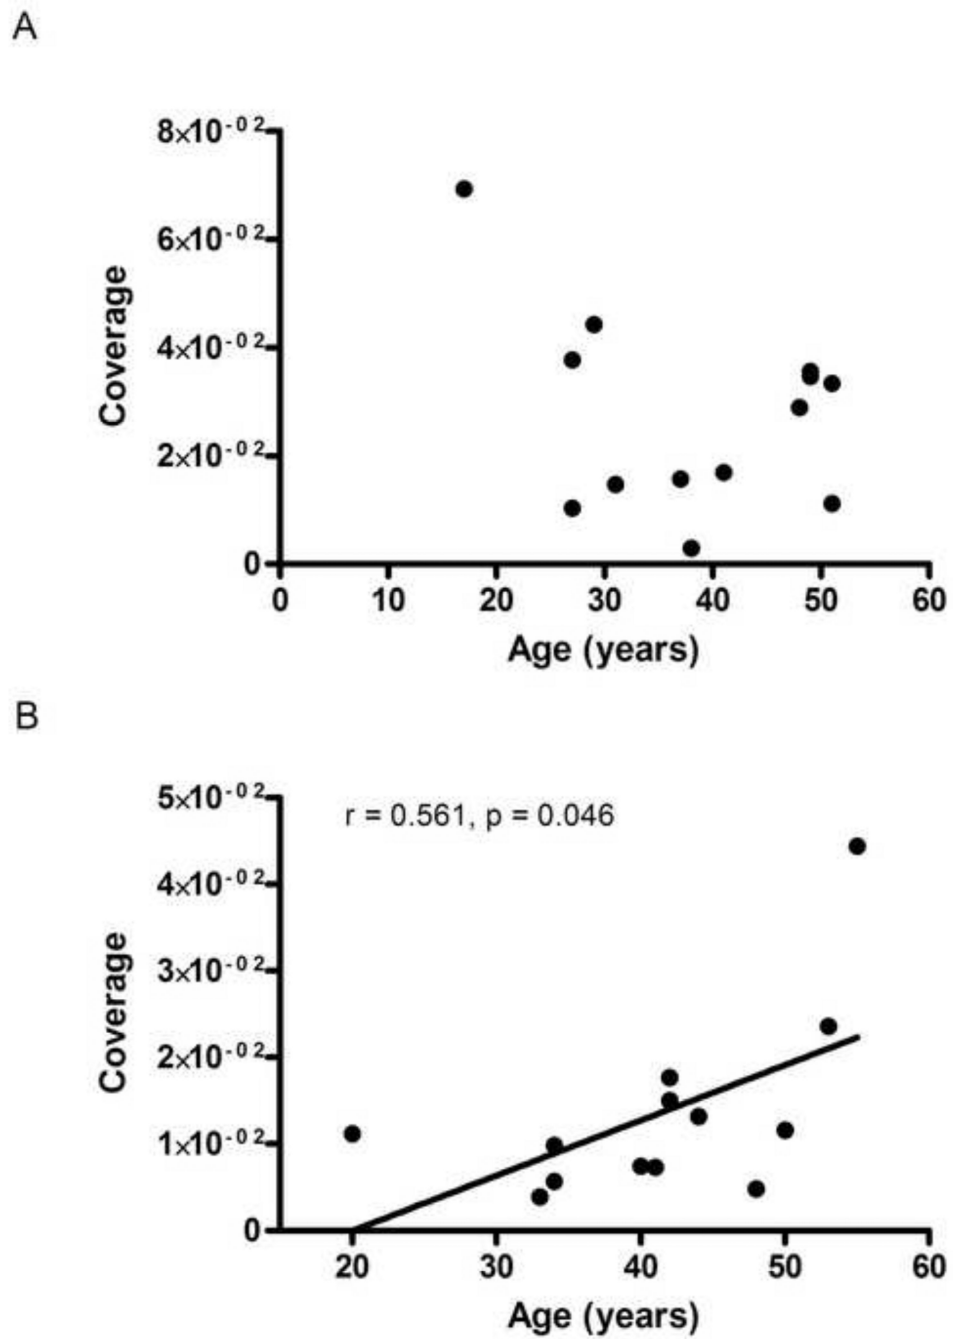 A
8×10⁻⁰²
6×10⁻⁰²
4×10⁻⁰²
2×10⁻⁰²
0
Coverage
0 10 20 30 40 50 60
Age (years)
B
5×10⁻⁰²
4×10⁻⁰²
3×10⁻⁰²
2×10⁻⁰²
1×10⁻⁰²
0
Coverage
r = 0.561, p = 0.046
20 30 40 50 60
Age (years)